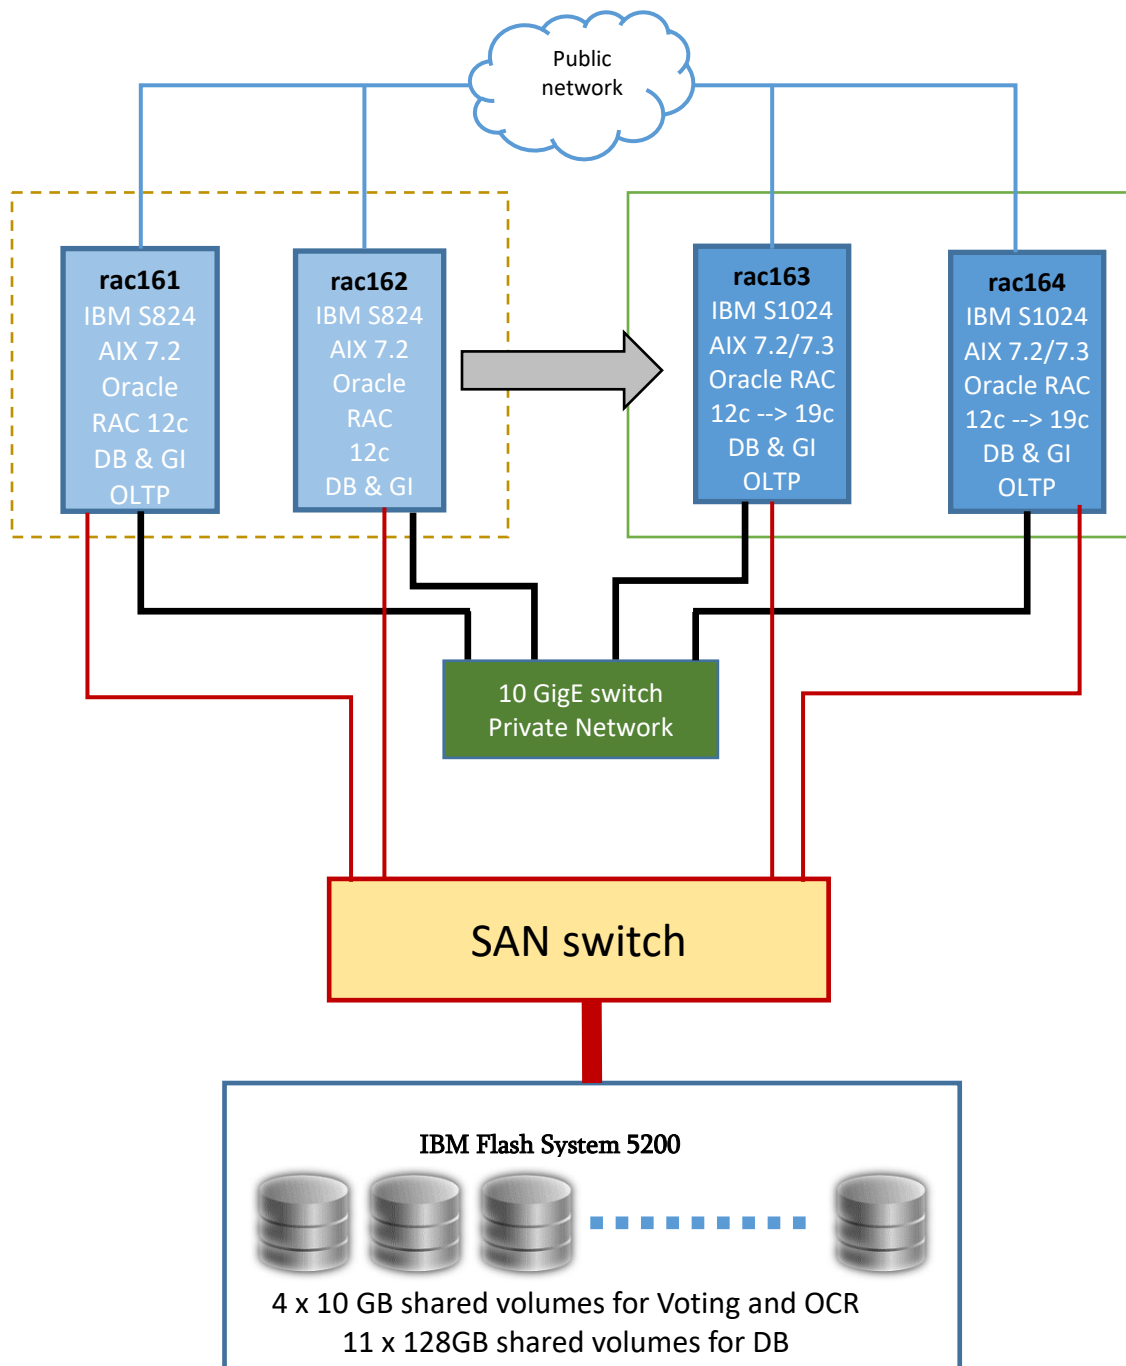 Public
network
rac161
IBM S824
AIX 7.2
Oracle
RAC 12c
DB & GI
OLTP
rac162
IBM S824
AIX 7.2
Oracle
RAC
12c
DB & GI
rac163
IBM S1024
AIX 7.2/7.3
Oracle RAC
12c --> 19c
DB & GI
OLTP
rac164
IBM S1024
AIX 7.2/7.3
Oracle RAC
12c --> 19c
DB & GI
OLTP
10 GigE switch
Private Network
SAN switch
IBM Flash System 5200
4 x 10 GB shared volumes for Voting and OCR
11 x 128GB shared volumes for DB